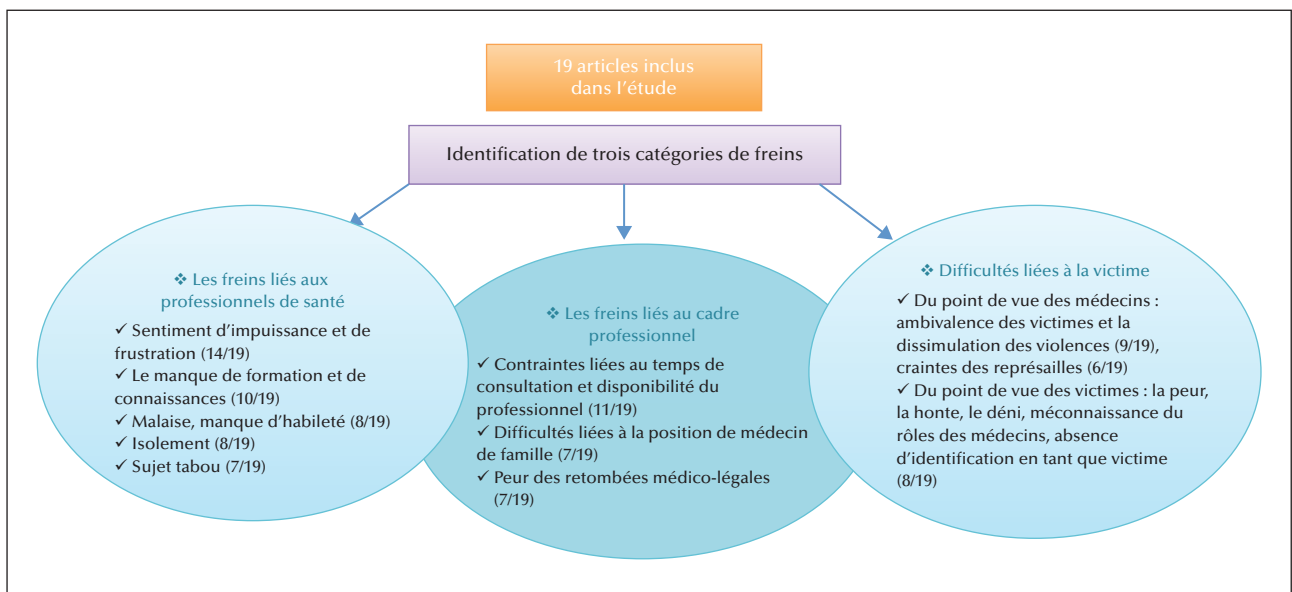 19 articles inclus
dans l'étude
Identification de trois catégories de freins
❖ Les freins liés aux
professionnels de santé
✓ Sentiment d'impuissance et de
frustration (14/19)
✓ Le manque de formation et de
connaissances (10/19)
✓ Malaise, manque d'habileté (8/19)
✓ Isolement (8/19)
✓ Sujet tabou (7/19)
❖ Les freins liés au cadre
professionnel
✓ Contraintes liées au temps de
consultation et disponibilité du
professionnel (11/19)
✓ Difficultés liées à la position de médecin
de famille (7/19)
✓ Peur des retombées médico-légales
(7/19)
❖ Difficultés liées à la victime
✓ Du point de vue des médecins :
ambivalence des victimes et la
dissimulation des violences (9/19),
craintes des représailles (6/19)
✓ Du point de vue des victimes : la peur,
la honte, le déni, méconnaissance du
rôles des médecins, absence
d'identification en tant que victime
(8/19)